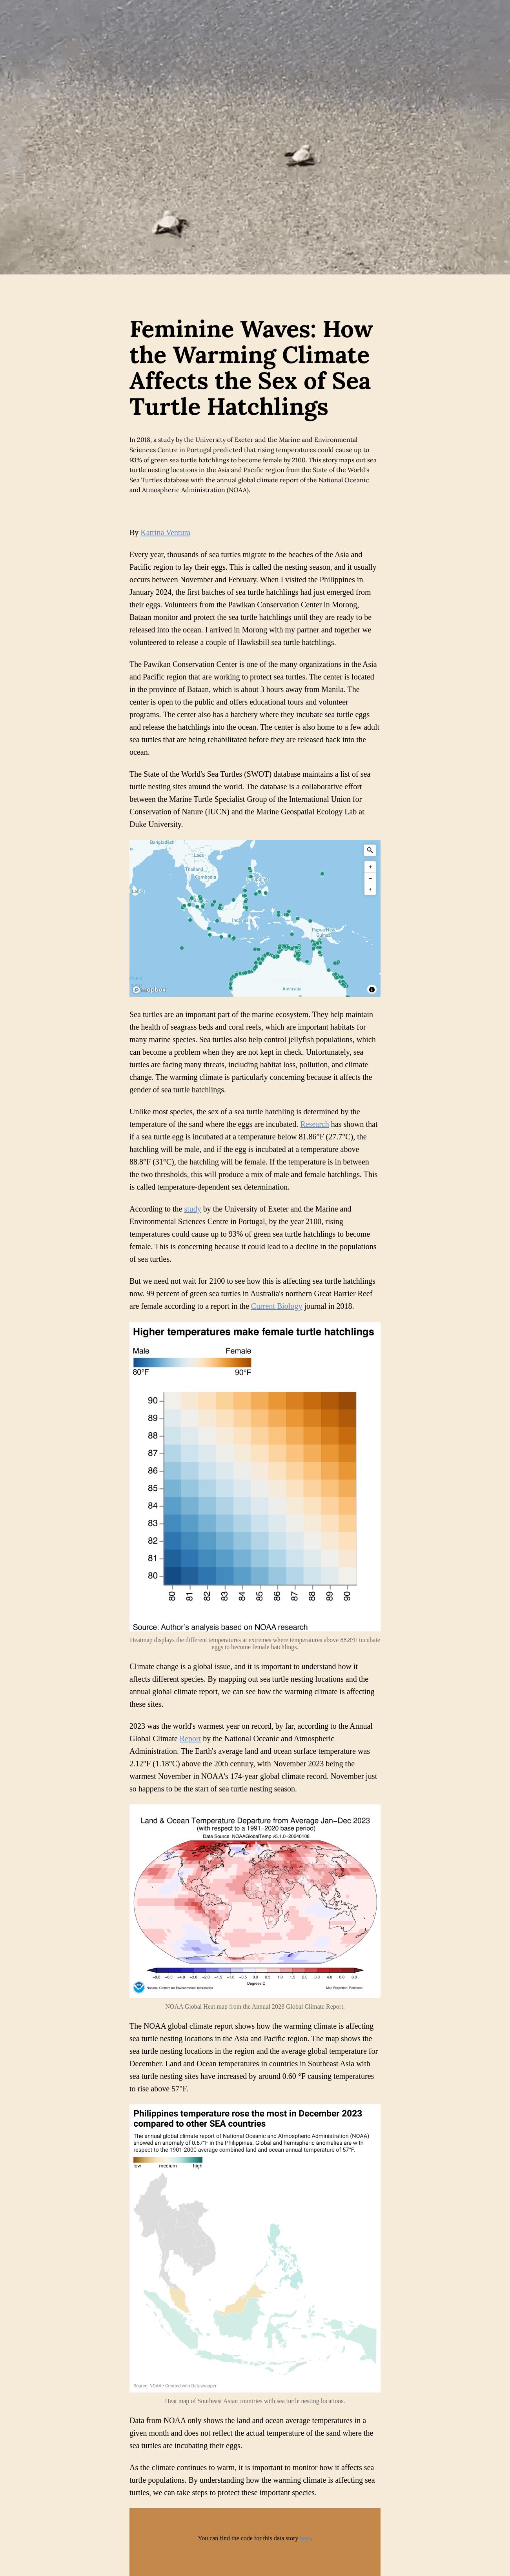 Feminine Waves: How
the Warming Climate
Affects the Sex of Sea
Turtle Hatchlings
In 2018, a study by the University of Exeter and the Marine and Environmental
Sciences Centre in Portugal predicted that rising temperatures could cause up to
93% of green sea turtle hatchlings to become female by 2100. This story maps out sea
turtle nesting locations in the Asia and Pacific region from the State of the World's
Sea Turtles database with the annual global climate report of the National Oceanic
and Atmospheric Administration (NOAA).
By Katrina Ventura
Every year, thousands of sea turtles migrate to the beaches of the Asia and
Pacific region to lay their eggs. This is called the nesting season, and it usually
occurs between November and February. When I visited the Philippines in
January 2024, the first batches of sea turtle hatchlings had just emerged from
their eggs. Volunteers from the Pawikan Conservation Center in Morong,
Bataan monitor and protect the sea turtle hatchlings until they are ready to be
released into the ocean. I arrived in Morong with my partner and together we
volunteered to release a couple of Hawksbill sea turtle hatchlings.
The Pawikan Conservation Center is one of the many organizations in the Asia
and Pacific region that are working to protect sea turtles. The center is located
in the province of Bataan, which is about 3 hours away from Manila. The
center is open to the public and offers educational tours and volunteer
programs. The center also has a hatchery where they incubate sea turtle eggs
and release the hatchlings into the ocean. The center is also home to a few adult
sea turtles that are being rehabilitated before they are released back into the
ocean.
The State of the World's Sea Turtles (SWOT) database maintains a list of sea
turtle nesting sites around the world. The database is a collaborative effort
between the Marine Turtle Specialist Group of the International Union for
Conservation of Nature (IUCN) and the Marine Geospatial Ecology Lab at
Duke University.
Bangladesh
Laos
Thailand
Cambodia
Papua New
Australia
mapbox
Sea turtles are an important part of the marine ecosystem. They help maintain
the health of seagrass beds and coral reefs, which are important habitats for
many marine species. Sea turtles also help control jellyfish populations, which
can become a problem when they are not kept in check. Unfortunately, sea
turtles are facing many threats, including habitat loss, pollution, and climate
change. The warming climate is particularly concerning because it affects the
gender of sea turtle hatchlings.
Unlike most species, the sex of a sea turtle hatchling is determined by the
temperature of the sand where the eggs are incubated. Research has shown that
if a sea turtle egg is incubated at a temperature below 81.86°F (27.7°C), the
hatchling will be male, and if the egg is incubated at a temperature above
88.8°F (31°C), the hatchling will be female. If the temperature is in between
the two thresholds, this will produce a mix of male and female hatchlings. This
is called temperature-dependent sex determination.
According to the study by the University of Exeter and the Marine and
Environmental Sciences Centre in Portugal, by the year 2100, rising
temperatures could cause up to 93% of green sea turtle hatchlings to become
female. This is concerning because it could lead to a decline in the populations
of sea turtles.
But we need not wait for 2100 to see how this is affecting sea turtle hatchlings
now. 99 percent of green sea turtles in Australia's northern Great Barrier Reef
are female according to a report in the Current Biology journal in 2018.
Higher temperatures make female turtle hatchlings
Male Female
80°F 90°F
90
89
88
87
86
85
84
83
82
81
80
80 81 82 83 84 85 86 87 88 89 90
Source: Author's analysis based on NOAA research
Heatmap displays the different temperatures at extremes where temperatures above 88.8°F incubate
eggs to become female hatchlings.
Climate change is a global issue, and it is important to understand how it
affects different species. By mapping out sea turtle nesting locations and the
annual global climate report, we can see how the warming climate is affecting
these sites.
2023 was the world's warmest year on record, by far, according to the Annual
Global Climate Report by the National Oceanic and Atmospheric
Administration. The Earth's average land and ocean surface temperature was
2.12°F (1.18°C) above the 20th century, with November 2023 being the
warmest November in NOAA's 174-year global climate record. November just
so happens to be the start of sea turtle nesting season.
Land & Ocean Temperature Departure from Average Jan–Dec 2023
(with respect to a 1991–2020 base period)
Data Source: NOAAGlobalTemp v5.1.0–20240108
-8.0 -6.0 -4.0 -3.0 -2.0 -1.5 -1.0 -0.5 0.0 0.5 1.0 1.5 2.0 3.0 4.0 6.0 8.0
Degrees C
National Centers for Environmental Information
Map Projection: Robinson
NOAA Global Heat map from the Annual 2023 Global Climate Report.
The NOAA global climate report shows how the warming climate is affecting
sea turtle nesting locations in the Asia and Pacific region. The map shows the
sea turtle nesting locations in the region and the average global temperature for
December. Land and Ocean temperatures in countries in Southeast Asia with
sea turtle nesting sites have increased by around 0.60 °F causing temperatures
to rise above 57°F.
Philippines temperature rose the most in December 2023
compared to other SEA countries
The annual global climate report of National Oceanic and Atmospheric Administration (NOAA)
showed an anomaly of 0.67°F in the Philippines. Global and hemispheric anomalies are with
respect to the 1901-2000 average combined land and ocean annual temperature of 57°F.
low medium high
Source: NOAA • Created with Datawrapper
Heat map of Southeast Asian countries with sea turtle nesting locations.
Data from NOAA only shows the land and ocean average temperatures in a
given month and does not reflect the actual temperature of the sand where the
sea turtles are incubating their eggs.
As the climate continues to warm, it is important to monitor how it affects sea
turtle populations. By understanding how the warming climate is affecting sea
turtles, we can take steps to protect these important species.
You can find the code for this data story here.